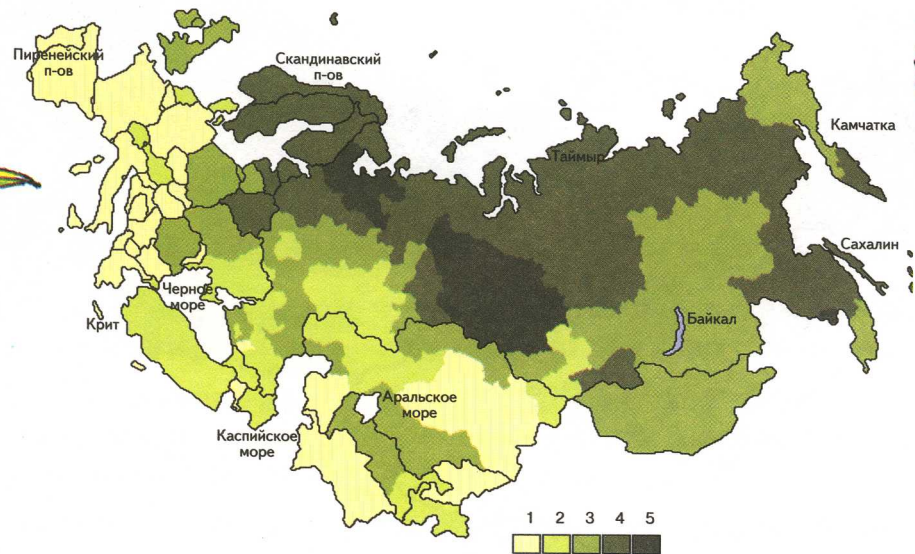 Пиренейский
п-ов
Скандинавский
п-ов
Таймыр
Камчатка
Сахалин
Байкал
Черное
море
Крит
Аральское
море
Каспийское
море
1 2 3 4 5